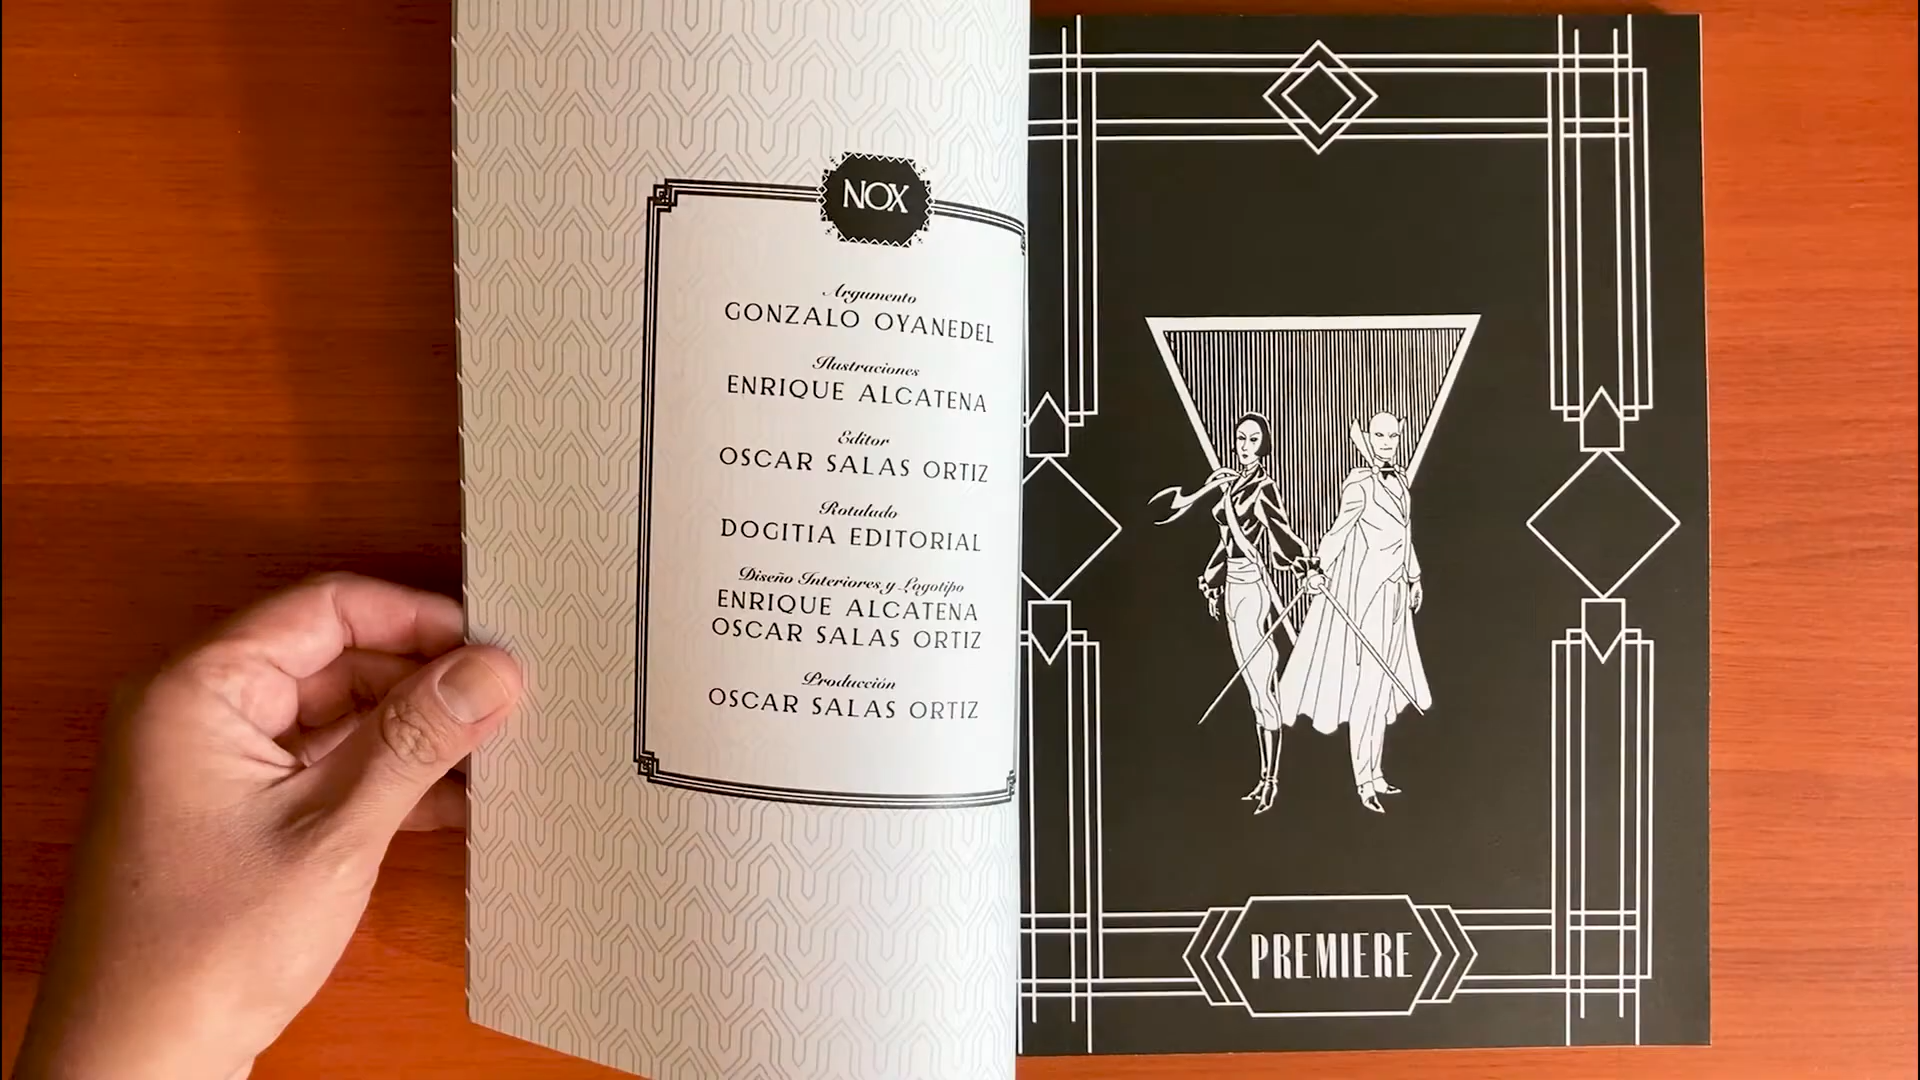 NOX
Argumento
GONZALO OYANEDEL
Ilustraciones
ENRIQUE ALCATENA
Editor
OSCAR SALAS ORTIZ
Rotulado
DOGITIA EDITORIAL
Diseño Interiores y Logotipo
ENRIQUE ALCATENA
OSCAR SALAS ORTIZ
Producción
OSCAR SALAS ORTIZ
PREMIERE